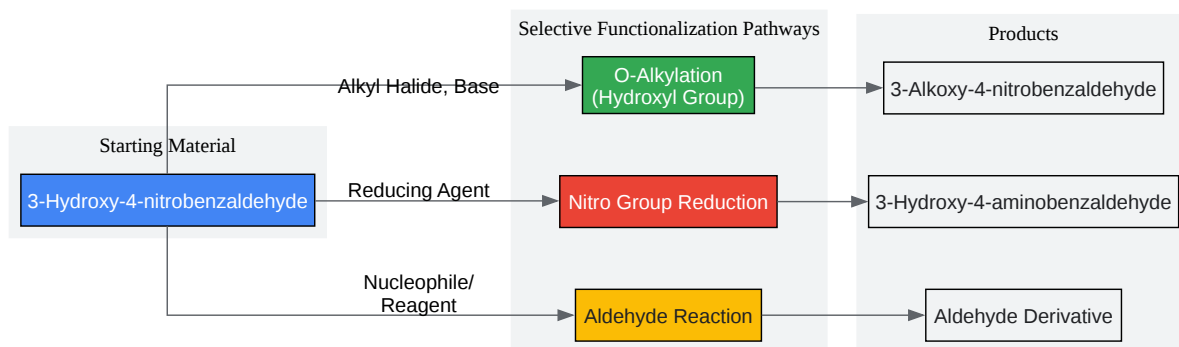 Selective Functionalization Pathways
Products
O-Alkylation
(Hydroxyl Group)
Alkyl Halide, Base
3-Alkoxy-4-nitrobenzaldehyde
Starting Material
3-Hydroxy-4-nitrobenzaldehyde
Reducing Agent
Nitro Group Reduction
3-Hydroxy-4-aminobenzaldehyde
Nucleophile/
Reagent
Aldehyde Reaction
Aldehyde Derivative